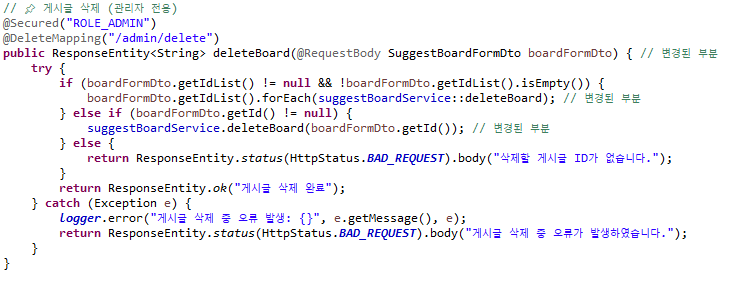 // 📌 게시글 삭제 (관리자 전용)
@Secured("ROLE_ADMIN")
@DeleteMapping("/admin/delete")
public ResponseEntity<String> deleteBoard(@RequestBody SuggestBoardFormDto boardFormDto) { // 변경된 부분
    try {
        if (boardFormDto.getIdList() != null && !boardFormDto.getIdList().isEmpty()) {
            boardFormDto.getIdList().forEach(suggestBoardService::deleteBoard); // 변경된 부분
        } else if (boardFormDto.getId() != null) {
            suggestBoardService.deleteBoard(boardFormDto.getId()); // 변경된 부분
        } else {
            return ResponseEntity.status(HttpStatus.BAD_REQUEST).body("삭제할 게시글 ID가 없습니다.");
        }
        return ResponseEntity.ok("게시글 삭제 완료");
    } catch (Exception e) {
        logger.error("게시글 삭제 중 오류 발생: {}", e.getMessage(), e);
        return ResponseEntity.status(HttpStatus.BAD_REQUEST).body("게시글 삭제 중 오류가 발생하였습니다.");
    }
}